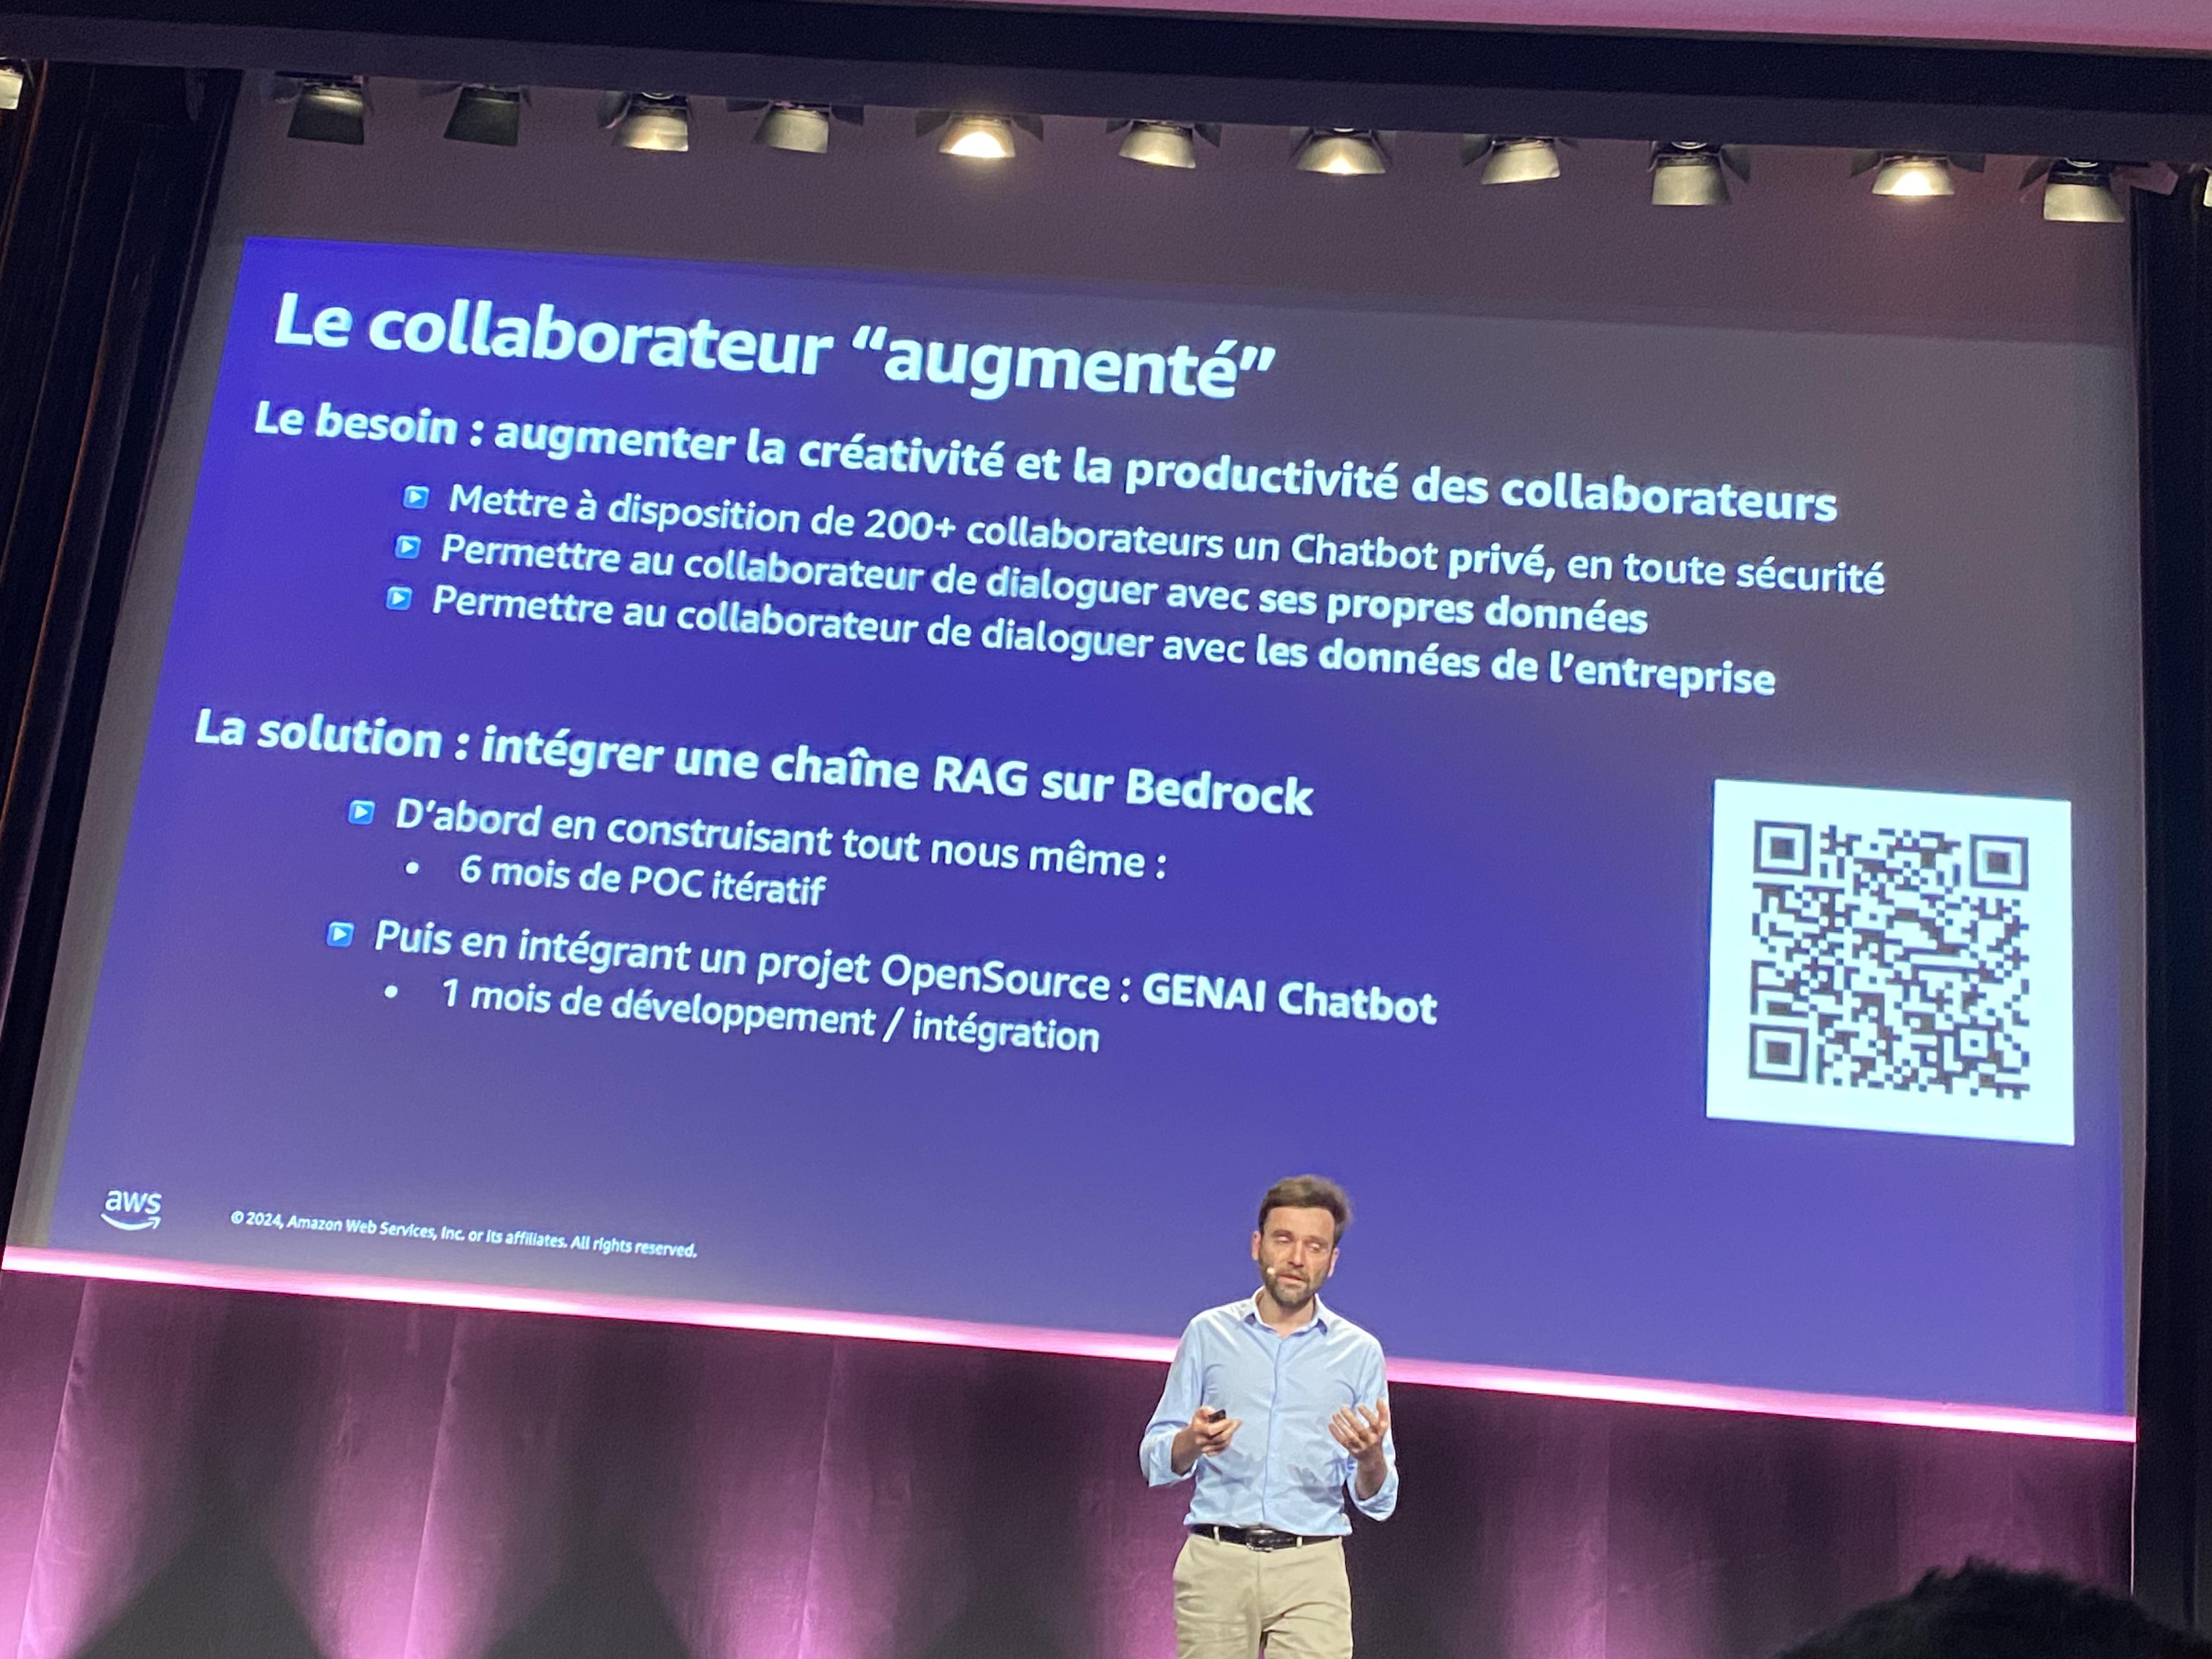 Le collaborateur “augmenté”
Le besoin : augmenter la créativité et la productivité des collaborateurs
Mettre à disposition de 200+ collaborateurs un Chatbot privé, en toute sécurité
Permettre au collaborateur de dialoguer avec ses propres données
Permettre au collaborateur de dialoguer avec les données de l’entreprise
La solution : intégrer une chaîne RAG sur Bedrock
D’abord en construisant tout nous même :
• 6 mois de POC itératif
Puis en intégrant un projet OpenSource : GENAI Chatbot
• 1 mois de développement / intégration
aws
© 2024, Amazon Web Services, Inc. or its affiliates. All rights reserved.